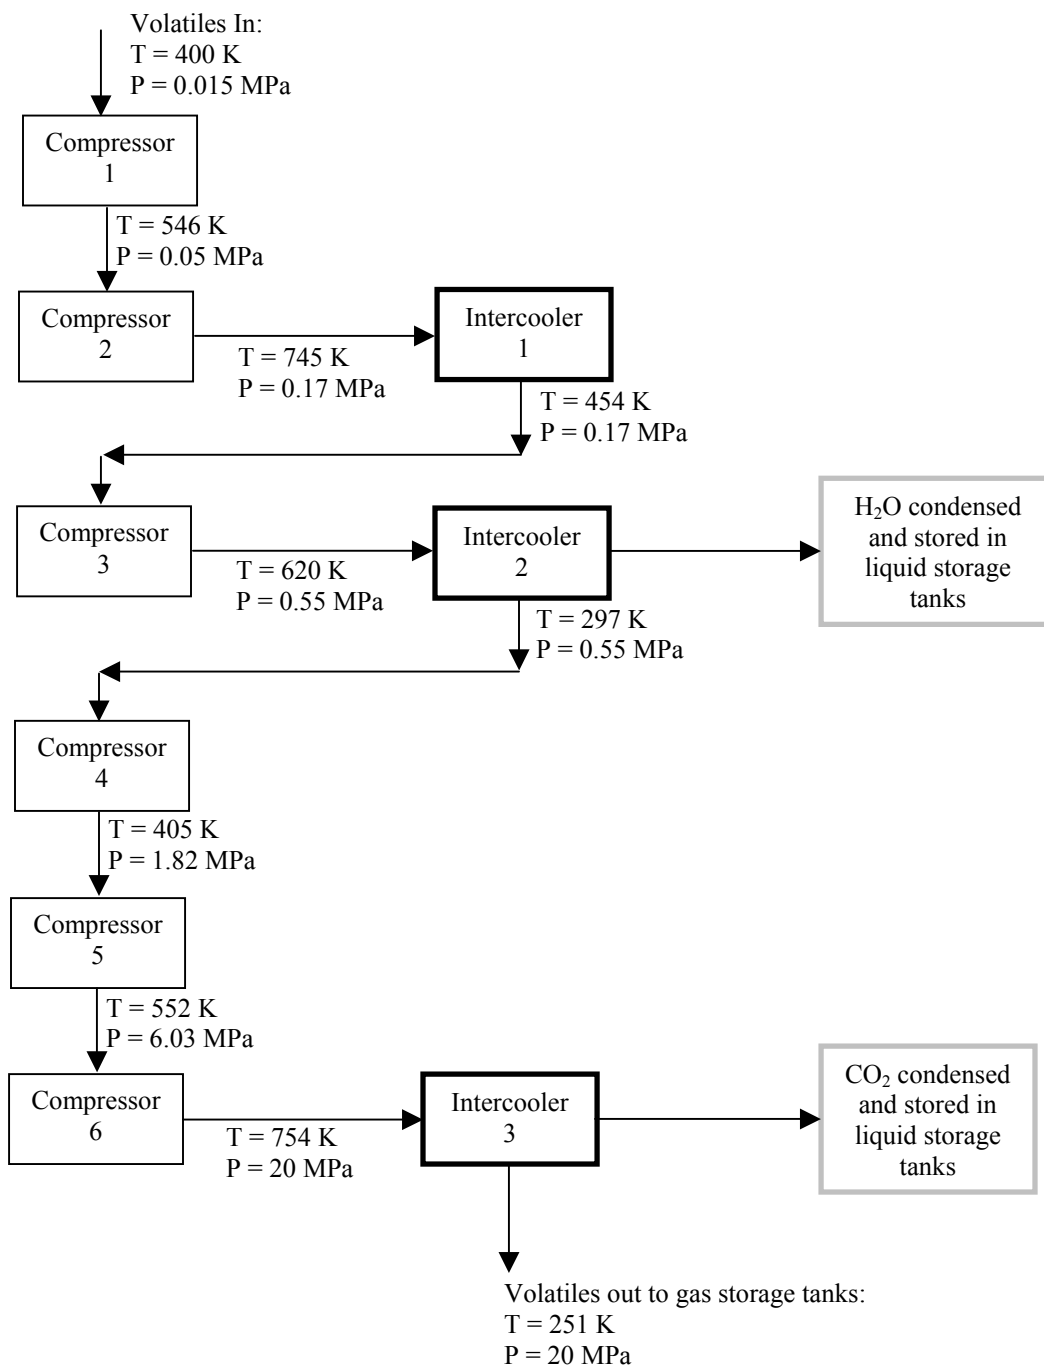 Volatiles In:
T = 400 K
P = 0.015 MPa
Compressor
1
T = 546 K
P = 0.05 MPa
Compressor
2
T = 745 K
P = 0.17 MPa
Intercooler
1
T = 454 K
P = 0.17 MPa
Compressor
3
T = 620 K
P = 0.55 MPa
Intercooler
2
H₂O condensed
and stored in
liquid storage
tanks
T = 297 K
P = 0.55 MPa
Compressor
4
T = 405 K
P = 1.82 MPa
Compressor
5
T = 552 K
P = 6.03 MPa
Compressor
6
T = 754 K
P = 20 MPa
Intercooler
3
CO₂ condensed
and stored in
liquid storage
tanks
Volatiles out to gas storage tanks:
T = 251 K
P = 20 MPa